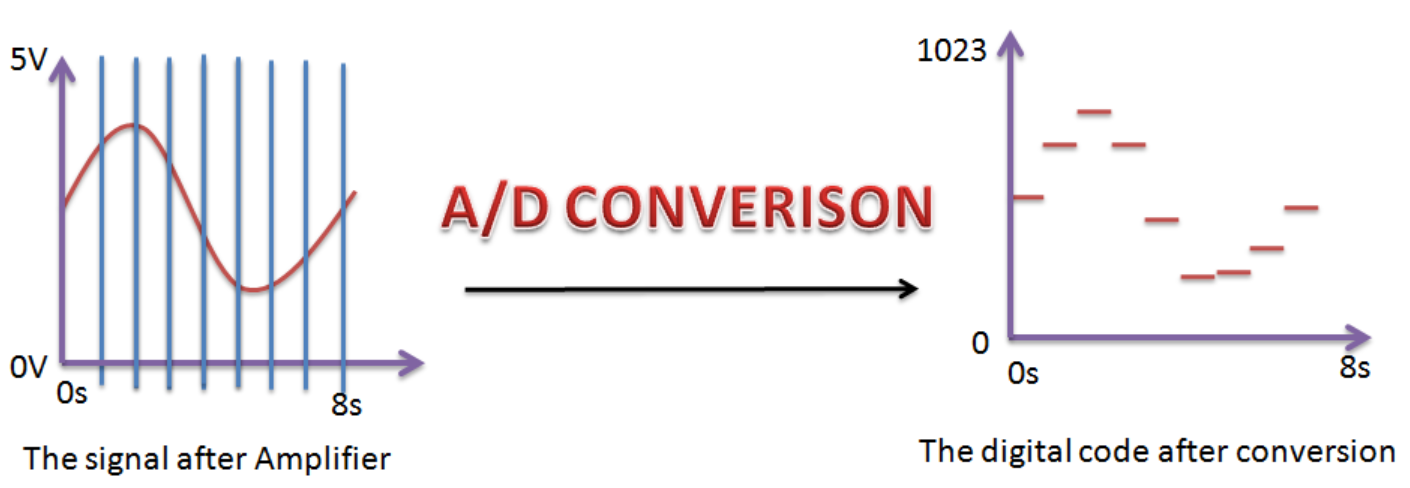 5V
0V
0s
8s
The signal after Amplifier
A/D CONVERISON
1023
0
0s
8s
The digital code after conversion